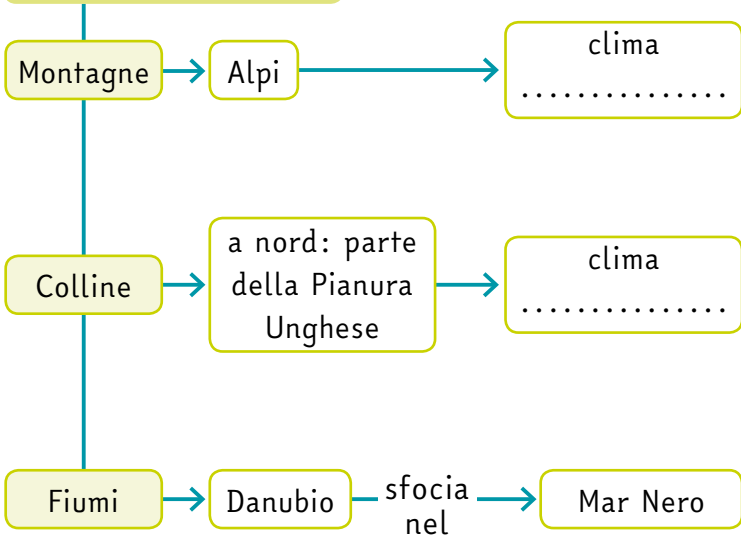 Montagne
Alpi
clima
...............
Colline
a nord: parte
della Pianura
Unghese
clima
...............
Fiumi
Danubio
sfocia
nel
Mar Nero